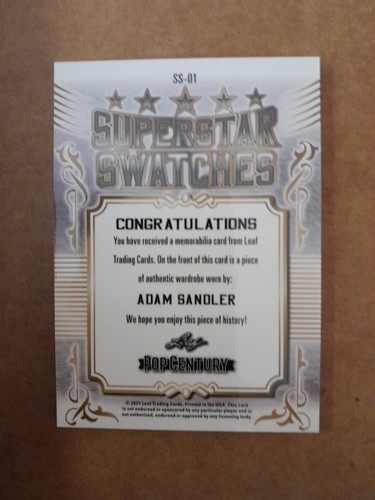 SS-01
SUPERSTAR
SWATCHES
CONGRATULATIONS
You have received a memorabilia card from Leaf
Trading Cards. On the front of this card is a piece
of authentic wardrobe worn by:
ADAM SANDLER
We hope you enjoy this piece of history!
Leaf
POP CENTURY
© 2021 Leaf Trading Cards. Printed in the USA. This card
is not endorsed or sponsored by any particular player and is
not authorized, endorsed or approved by any licensing body.